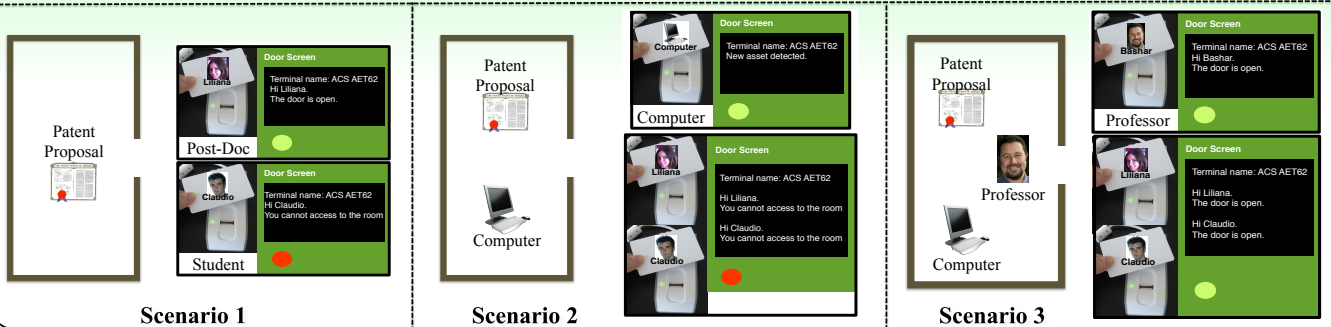 Patent
Proposal
Liliana
Post-Doc
Door Screen
Terminal name: ACS AET62
Hi Liliana.
The door is open.
Claudio
Student
Door Screen
Terminal name: ACS AET62
Hi Claudio.
You cannot access to the room
Scenario 1
Patent
Proposal
Computer
Computer
Computer
Door Screen
Terminal name: ACS AET62
New asset detected.
Liliana
Claudio
Door Screen
Terminal name: ACS AET62
Hi Liliana.
You cannot access to the room
Hi Claudio.
You cannot access to the room
Scenario 2
Patent
Proposal
Professor
Computer
Bashar
Professor
Door Screen
Terminal name: ACS AET62
Hi Bashar.
The door is open.
Liliana
Claudio
Door Screen
Terminal name: ACS AET62
Hi Liliana.
The door is open.
Hi Claudio.
The door is open.
Scenario 3